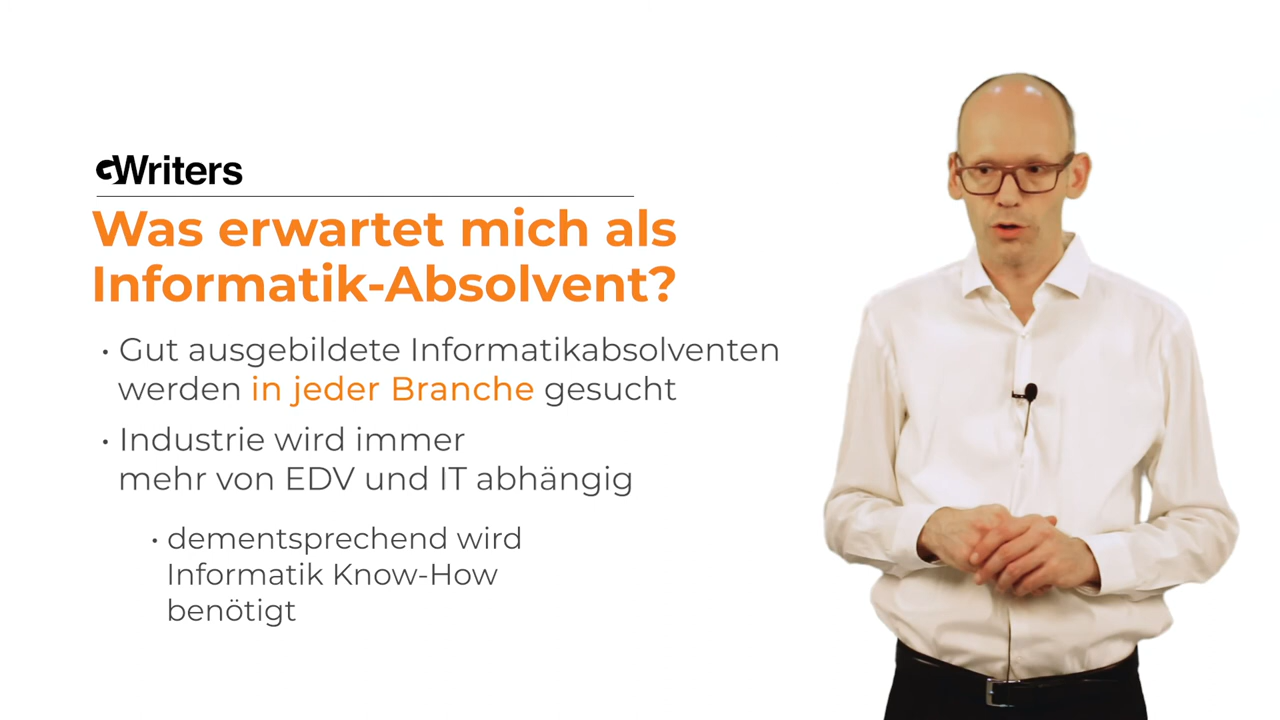 GWriters
Was erwartet mich als
Informatik-Absolvent?
• Gut ausgebildete Informatikabsolventen
werden in jeder Branche gesucht
• Industrie wird immer
mehr von EDV und IT abhängig
• dementsprechend wird
Informatik Know-How
benötigt